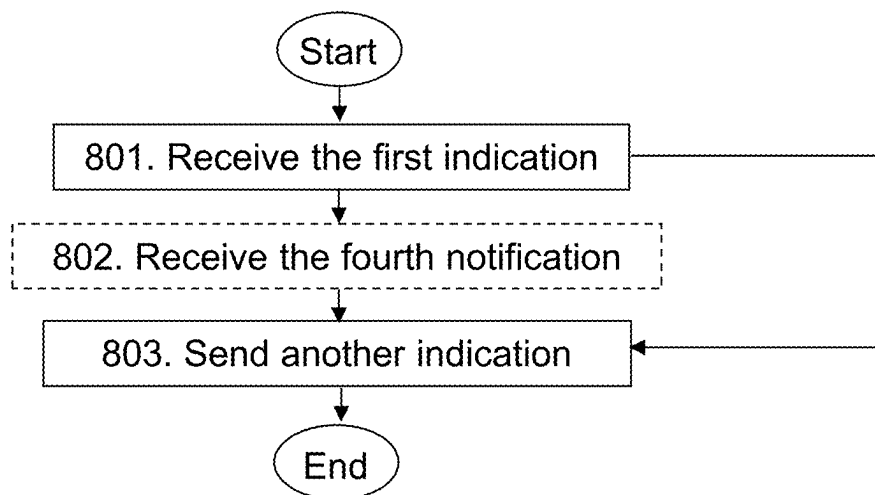 Start
801. Receive the first indication
802. Receive the fourth notification
803. Send another indication
End